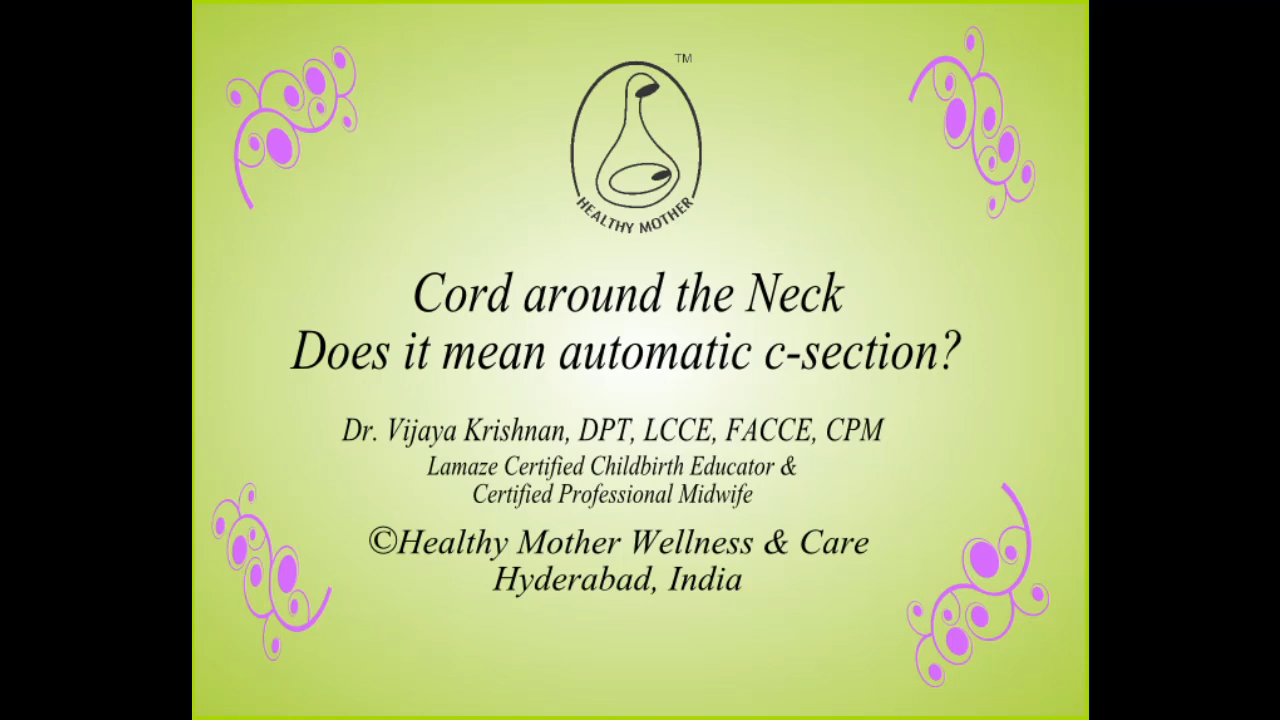 TM
HEALTHY MOTHER
Cord around the Neck
Does it mean automatic c-section?
Dr. Vijaya Krishnan, DPT, LCCE, FACCE, CPM
Lamaze Certified Childbirth Educator &
Certified Professional Midwife
©Healthy Mother Wellness & Care
Hyderabad, India